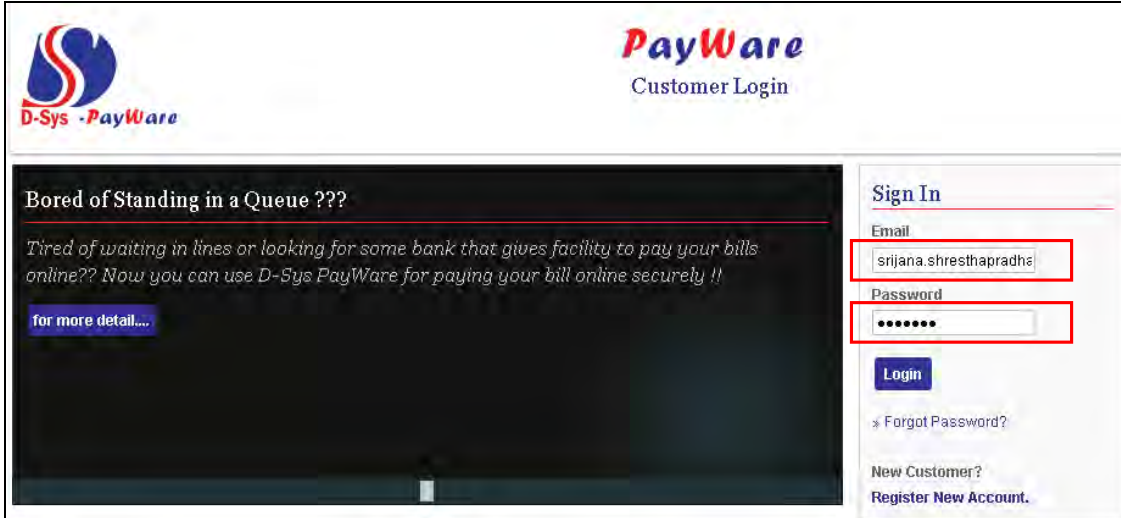 D-Sys - PayWare
PayWare
Customer Login
Bored of Standing in a Queue ???
Tired of waiting in lines or looking for some bank that gives facility to pay your bills
online?? Now you can use D-Sys PayWare for paying your bill online securely !!
for more detail....
Sign In
Email
srijana.shresthapradha
Password
•••••••
Login
» Forgot Password?
New Customer?
Register New Account.